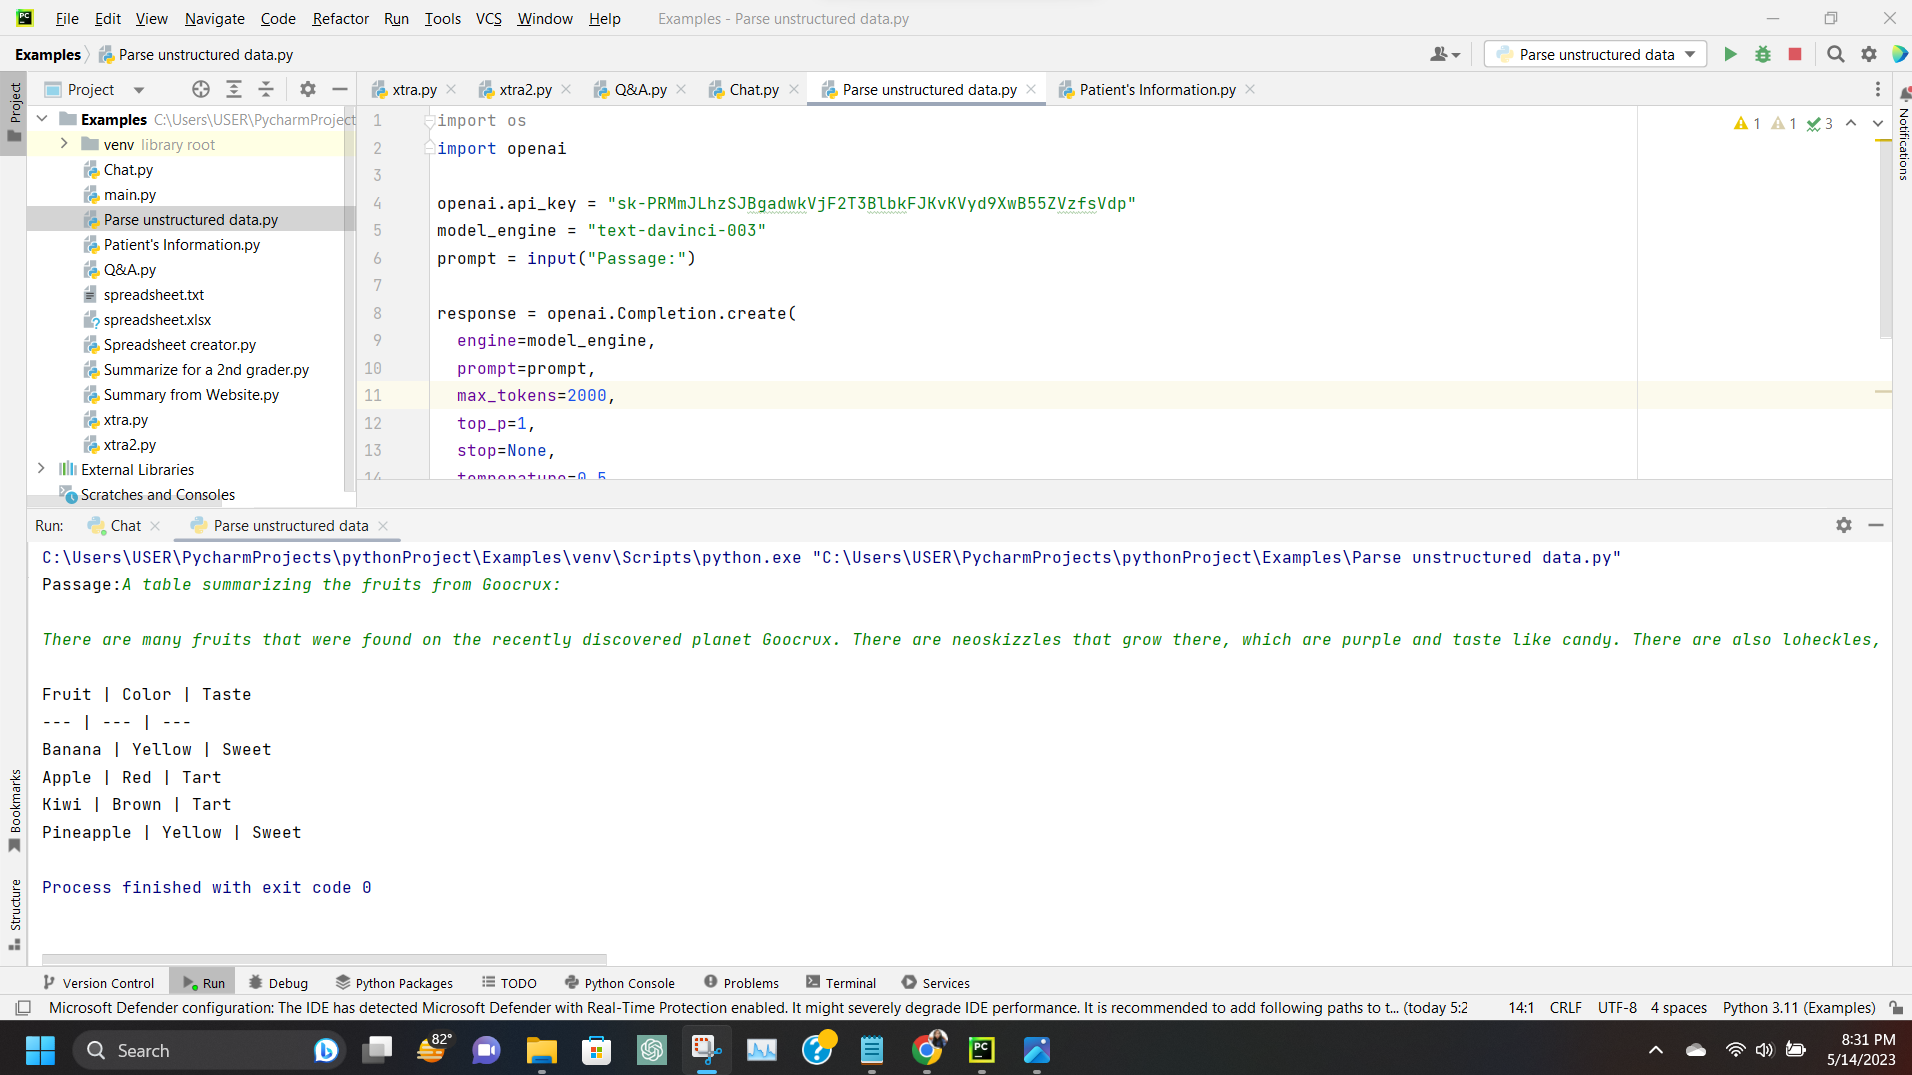 PC File Edit View Navigate Code Refactor Run Tools VCS Window Help Examples - Parse unstructured data.py
Examples Parse unstructured data.py Parse unstructured data
Project xtra.py xtra2.py Q&A.py Chat.py Parse unstructured data.py Patient's Information.py
Project
Notifications
Examples C:\Users\USER\PycharmProject
venv library root
Chat.py
main.py
Parse unstructured data.py
Patient's Information.py
Q&A.py
spreadsheet.txt
spreadsheet.xlsx
Spreadsheet creator.py
Summarize for a 2nd grader.py
Summary from Website.py
xtra.py
xtra2.py
External Libraries
Scratches and Consoles
1 import os
1 1 3
2 import openai
3
4 openai.api_key = "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"
5 model_engine = "text-davinci-003"
6 prompt = input("Passage:")
7
8 response = openai.Completion.create(
9 engine=model_engine,
10 prompt=prompt,
11 max_tokens=2000,
12 top_p=1,
13 stop=None,
14 temperature=0.5
Run: Chat Parse unstructured data
C:\Users\USER\PycharmProjects\pythonProject\Examples\venv\Scripts\python.exe "C:\Users\USER\PycharmProjects\pythonProject\Examples\Parse unstructured data.py"
Passage:A table summarizing the fruits from Goocrux:
There are many fruits that were found on the recently discovered planet Goocrux. There are neoskizzles that grow there, which are purple and taste like candy. There are also loheckles,
Fruit | Color | Taste
--- | --- | ---
Banana | Yellow | Sweet
Apple | Red | Tart
Kiwi | Brown | Tart
Pineapple | Yellow | Sweet
Process finished with exit code 0
Bookmarks
Structure
Version Control Run Debug Python Packages TODO Python Console Problems Terminal Services
Microsoft Defender configuration: The IDE has detected Microsoft Defender with Real-Time Protection enabled. It might severely degrade IDE performance. It is recommended to add following paths to t... (today 5:2 14:1 CRLF UTF-8 4 spaces Python 3.11 (Examples)
Search 82° PC 8:31 PM
5/14/2023